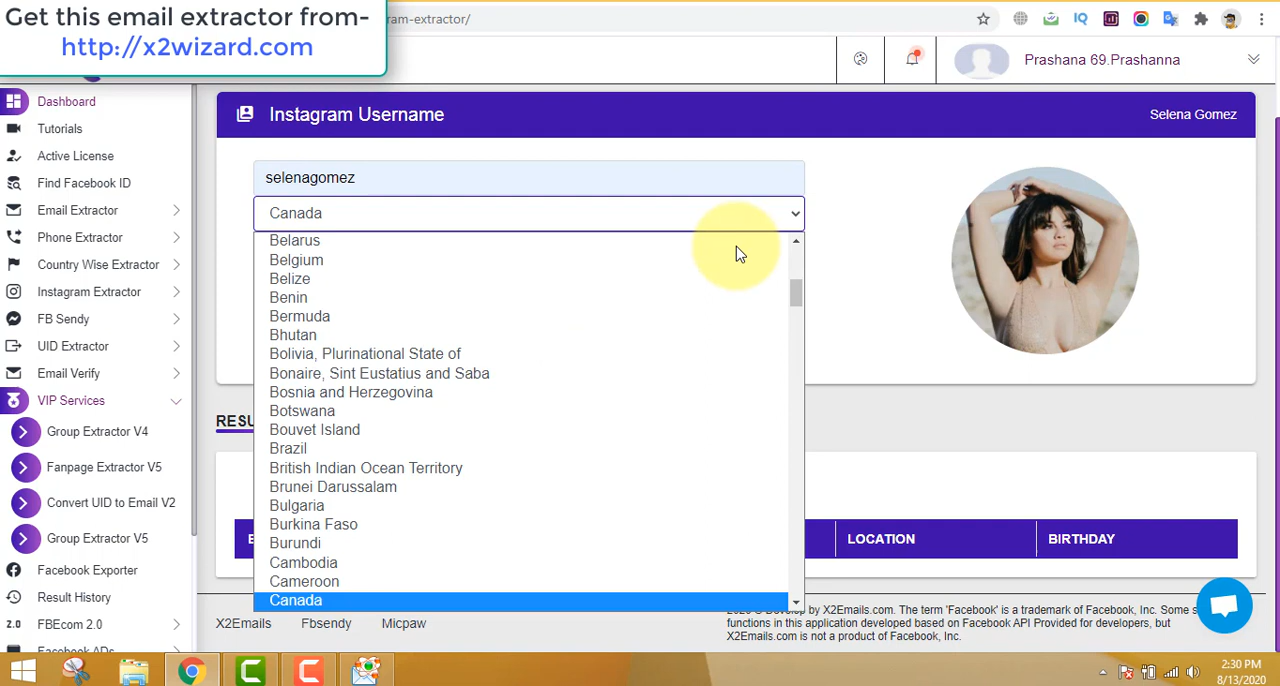 Get this email extractor from-
http://x2wizard.com
ram-extractor/
Prashana 69.Prashanna
Dashboard
Tutorials
Active License
Find Facebook ID
Email Extractor
Phone Extractor
Country Wise Extractor
Instagram Extractor
FB Sendy
UID Extractor
Email Verify
VIP Services
Group Extractor V4
Fanpage Extractor V5
Convert UID to Email V2
Group Extractor V5
Facebook Exporter
Result History
2.0 FBEcom 2.0
Instagram Username
Selena Gomez
selenagomez
Canada
Belarus
Belgium
Belize
Benin
Bermuda
Bhutan
Bolivia, Plurinational State of
Bonaire, Sint Eustatius and Saba
Bosnia and Herzegovina
Botswana
Bouvet Island
Brazil
British Indian Ocean Territory
Brunei Darussalam
Bulgaria
Burkina Faso
Burundi
Cambodia
Cameroon
Canada
RESU
E
LOCATION
BIRTHDAY
X2Emails
Fbsendy
Micpaw
2020 © Develop by X2Emails.com. The term 'Facebook' is a trademark of Facebook, Inc. Some
functions in this application developed based on Facebook API Provided for developers, but
X2Emails.com is not a product of Facebook, Inc.
2:30 PM
8/13/2020